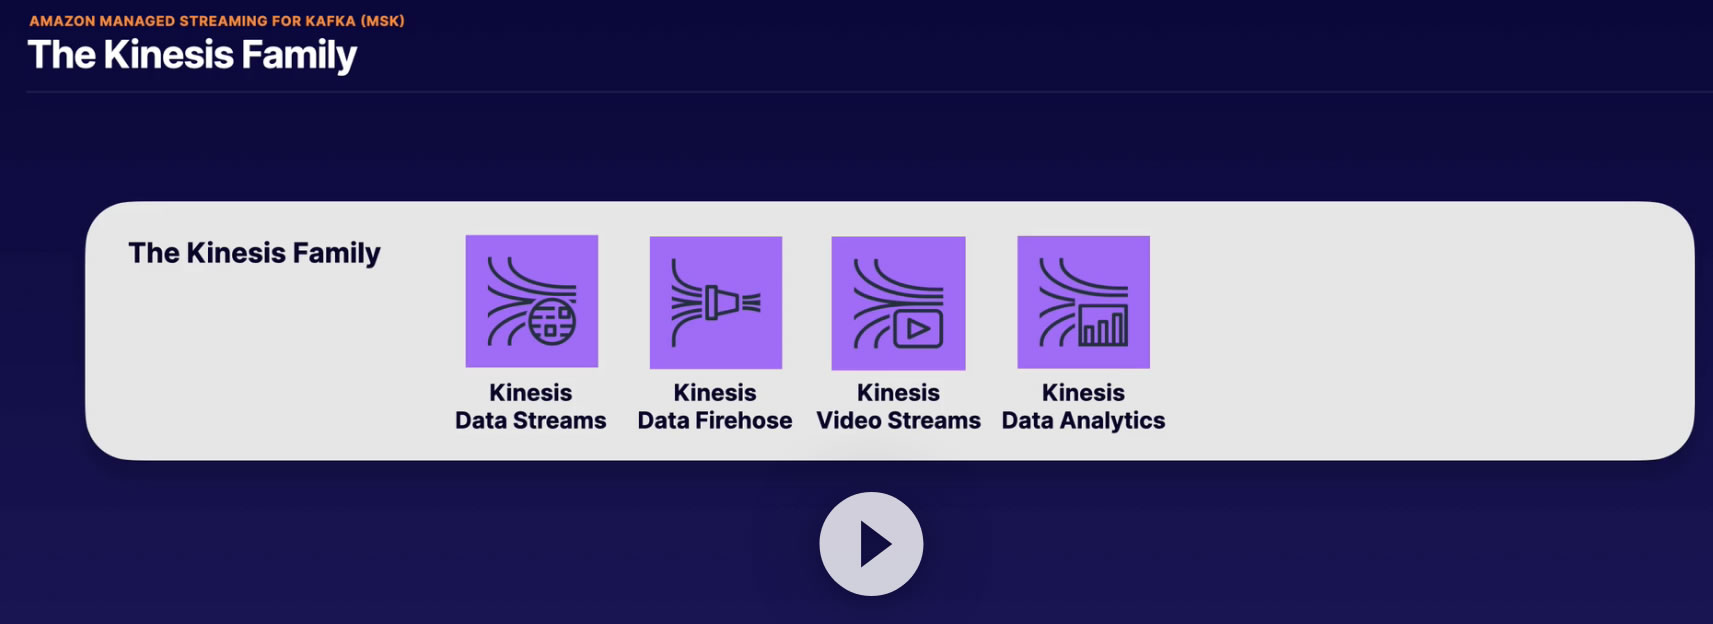 AMAZON MANAGED STREAMING FOR KAFKA (MSK)
The Kinesis Family
The Kinesis Family
Kinesis
Data Streams
Kinesis
Data Firehose
Kinesis
Video Streams
Kinesis
Data Analytics